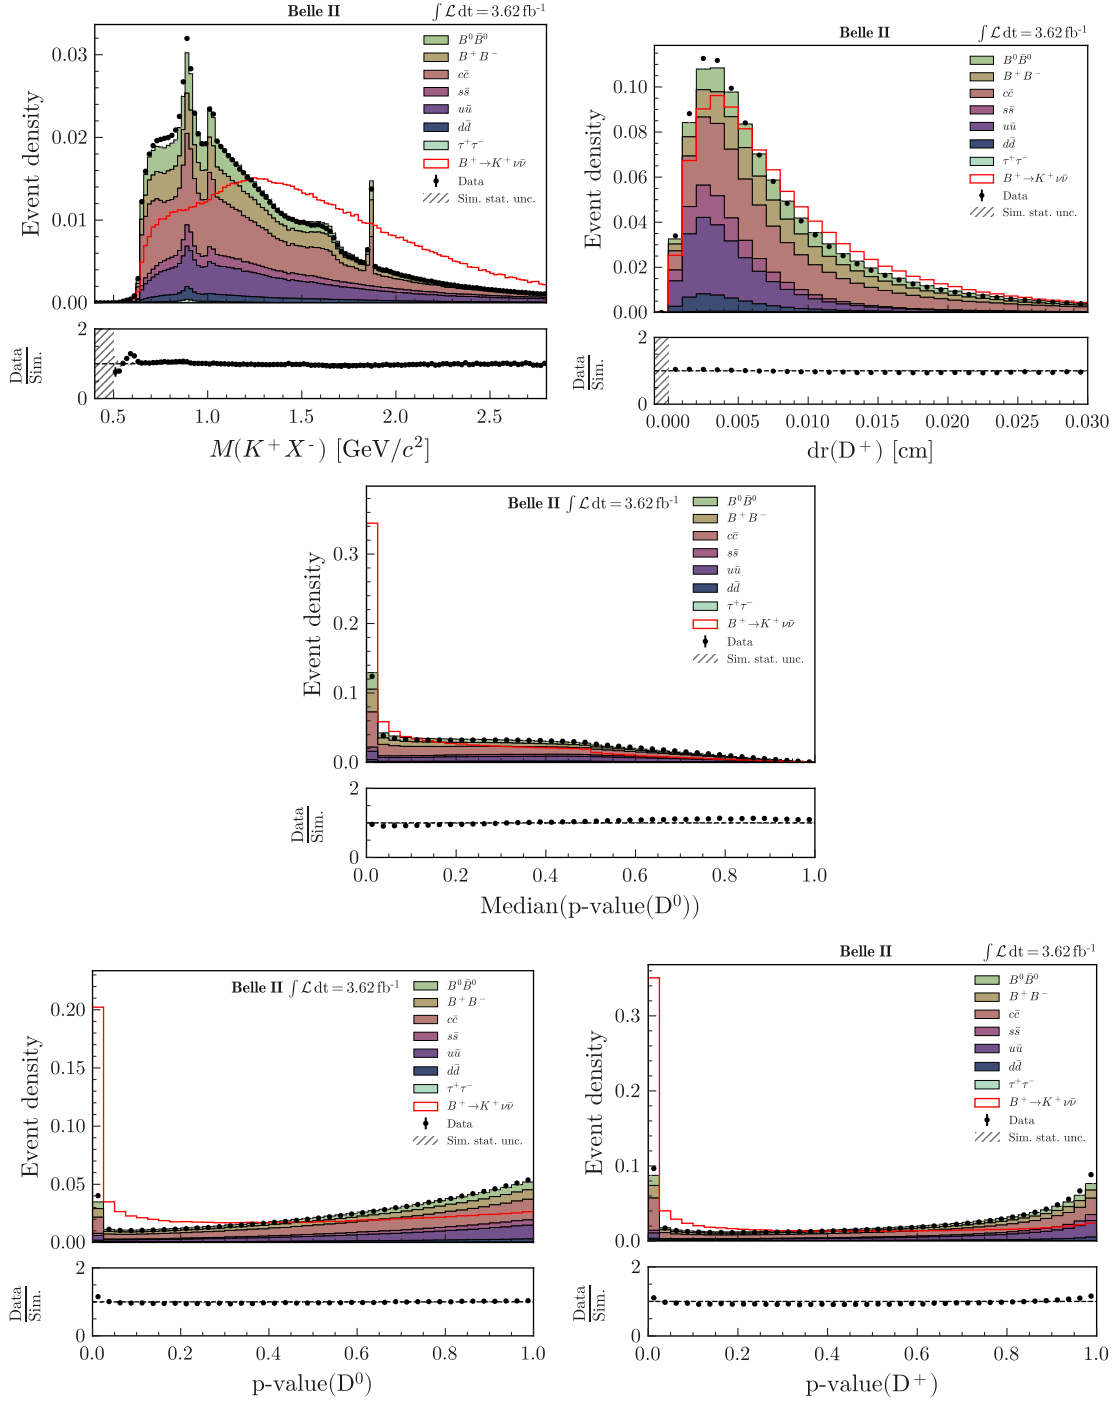 Belle II ∫ 𝓛 dt = 3.62 fb⁻¹
Event density
0.03
0.02
0.01
0.00
B⁰B̄⁰
B⁺B⁻
cc̄
ss̄
uū
dd̄
τ⁺τ⁻
B⁺→K⁺νν̄
Data
Sim. stat. unc.
Data
Sim.
2
1
0
0.5 1.0 1.5 2.0 2.5
M(K⁺X⁻) [GeV/c²]
Belle II ∫ 𝓛 dt = 3.62 fb⁻¹
Event density
0.10
0.08
0.06
0.04
0.02
0.00
B⁰B̄⁰
B⁺B⁻
cc̄
ss̄
uū
dd̄
τ⁺τ⁻
B⁺→K⁺νν̄
Data
Sim. stat. unc.
Data
Sim.
2
1
0
0.000 0.005 0.010 0.015 0.020 0.025 0.030
dr(D⁺) [cm]
Belle II ∫ 𝓛 dt = 3.62 fb⁻¹
Event density
0.3
0.2
0.1
0.0
B⁰B̄⁰
B⁺B⁻
cc̄
ss̄
uū
dd̄
τ⁺τ⁻
B⁺→K⁺νν̄
Data
Sim. stat. unc.
Data
Sim.
2
1
0
0.0 0.2 0.4 0.6 0.8 1.0
Median(p-value(D⁰))
Belle II ∫ 𝓛 dt = 3.62 fb⁻¹
Event density
0.20
0.15
0.10
0.05
0.00
B⁰B̄⁰
B⁺B⁻
cc̄
ss̄
uū
dd̄
τ⁺τ⁻
B⁺→K⁺νν̄
Data
Sim. stat. unc.
Data
Sim.
2
1
0
0.0 0.2 0.4 0.6 0.8 1.0
p-value(D⁰)
Belle II ∫ 𝓛 dt = 3.62 fb⁻¹
Event density
0.3
0.2
0.1
0.0
B⁰B̄⁰
B⁺B⁻
cc̄
ss̄
uū
dd̄
τ⁺τ⁻
B⁺→K⁺νν̄
Data
Sim. stat. unc.
Data
Sim.
2
1
0
0.0 0.2 0.4 0.6 0.8 1.0
p-value(D⁺)